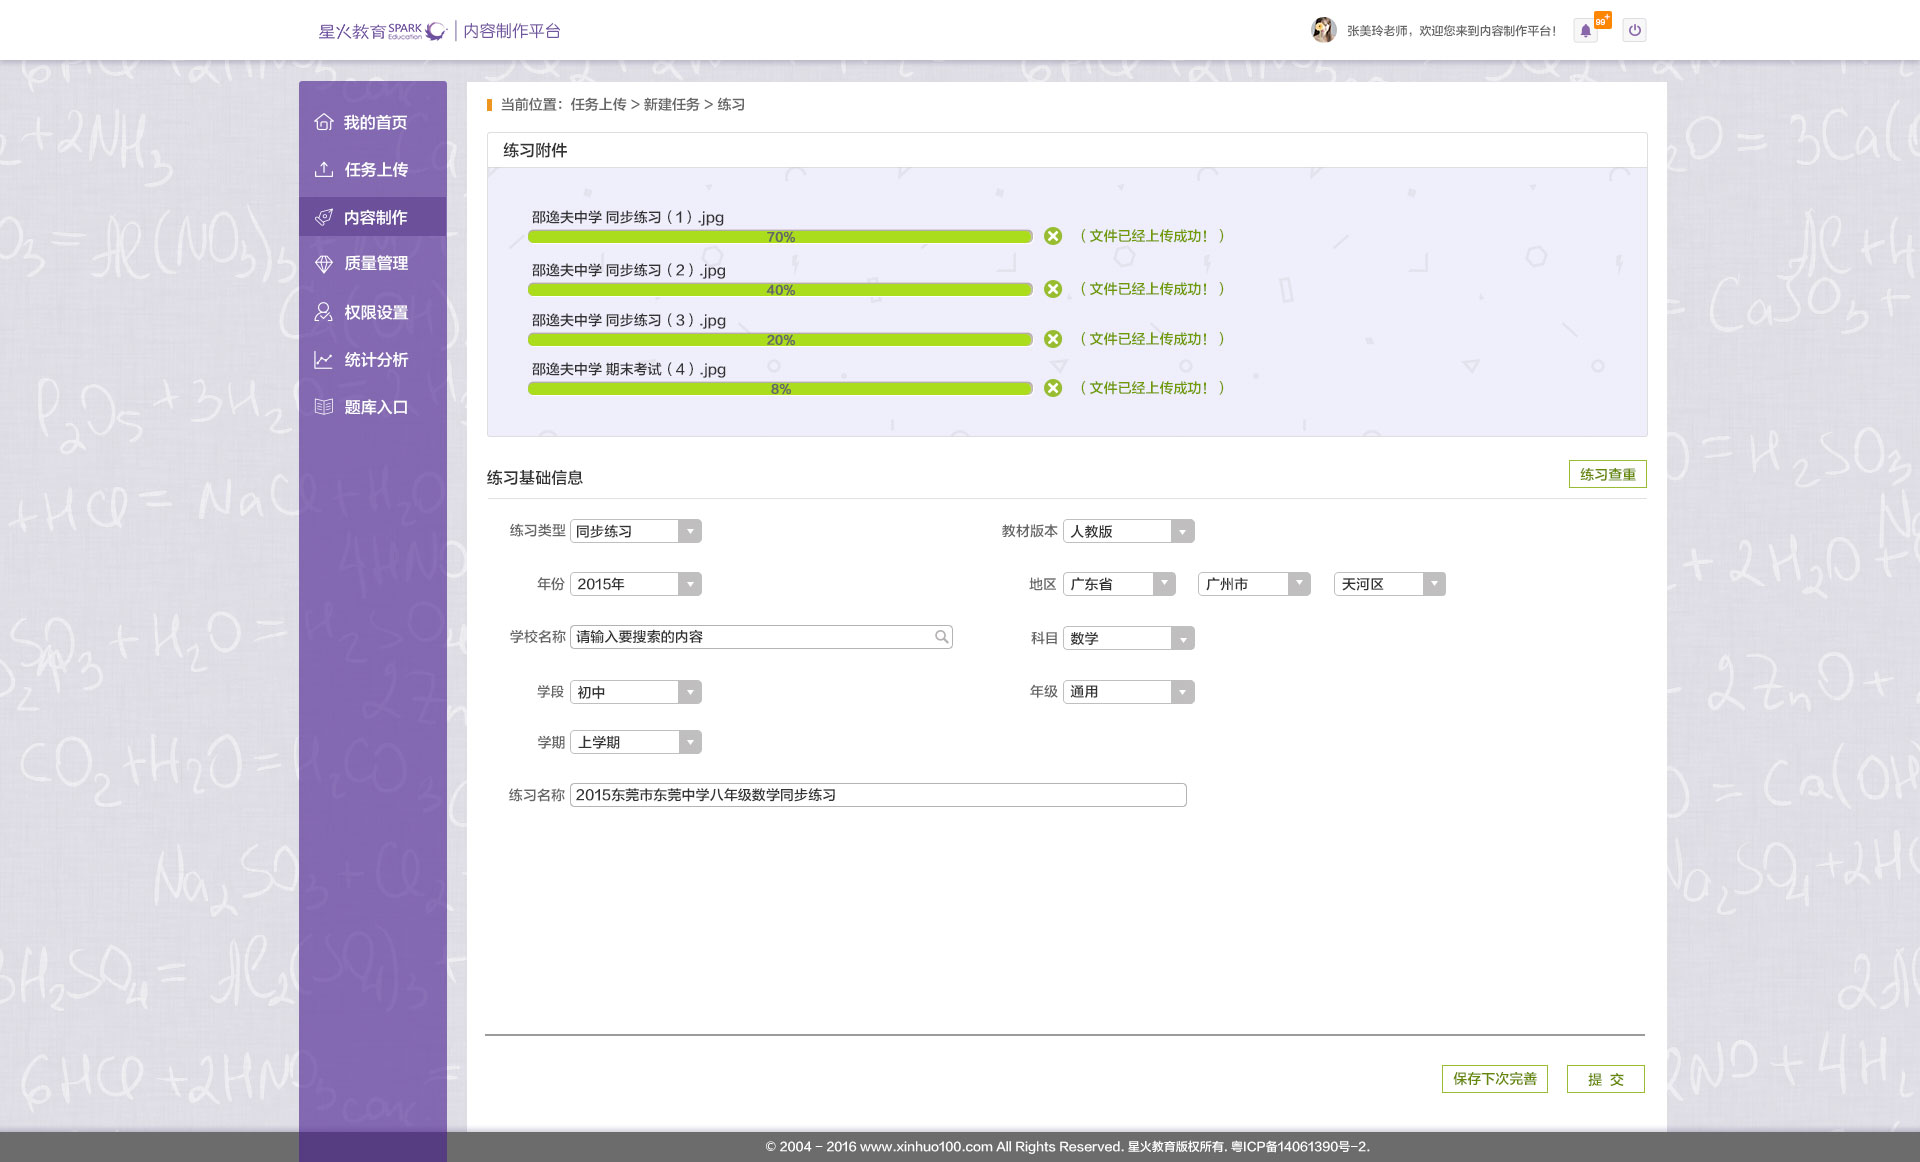 星火教育 SPARK Education 内容制作平台
张美玲老师，欢迎您来到内容制作平台！
99+
我的首页
任务上传
内容制作
质量管理
权限设置
统计分析
题库入口
当前位置：任务上传 > 新建任务 > 练习
练习附件
邵逸夫中学 同步练习（1）.jpg
70% （文件已经上传成功！）
邵逸夫中学 同步练习（2）.jpg
40% （文件已经上传成功！）
邵逸夫中学 同步练习（3）.jpg
20% （文件已经上传成功！）
邵逸夫中学 期末考试（4）.jpg
8% （文件已经上传成功！）
练习基础信息 练习查重
练习类型 同步练习 教材版本 人教版
年份 2015年 地区 广东省 广州市 天河区
学校名称 请输入要搜索的内容 科目 数学
学段 初中 年级 通用
学期 上学期
练习名称 2015东莞市东莞中学八年级数学同步练习
保存下次完善 提 交
© 2004 - 2016 www.xinhuo100.com All Rights Reserved. 星火教育版权所有. 粤ICP备14061390号-2.